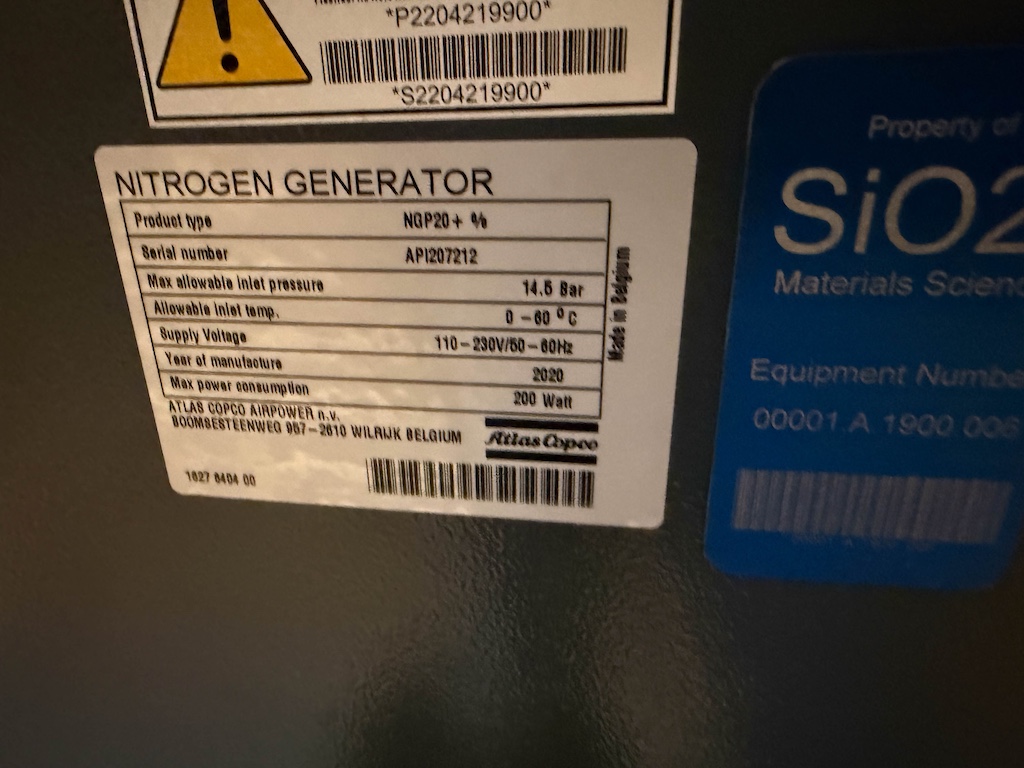 *P2204219900*
*S2204219900*
NITROGEN GENERATOR
Product type NGP20+ %
Serial number API207212
Max allowable inlet pressure 14.5 Bar
Allowable inlet temp. 0 - 60 °C
Supply Voltage 110-230V/50-60Hz
Year of manufacture 2020
Max power consumption 200 Watt
Made in Belgium
ATLAS COPCO AIRPOWER n.v.
BOOMSESTEENWEG 957-2610 WILRIJK BELGIUM
Atlas Copco
1627 8404 00
Property of
SiO2
Materials Scien
Equipment Numbe
00001 A 1900 006